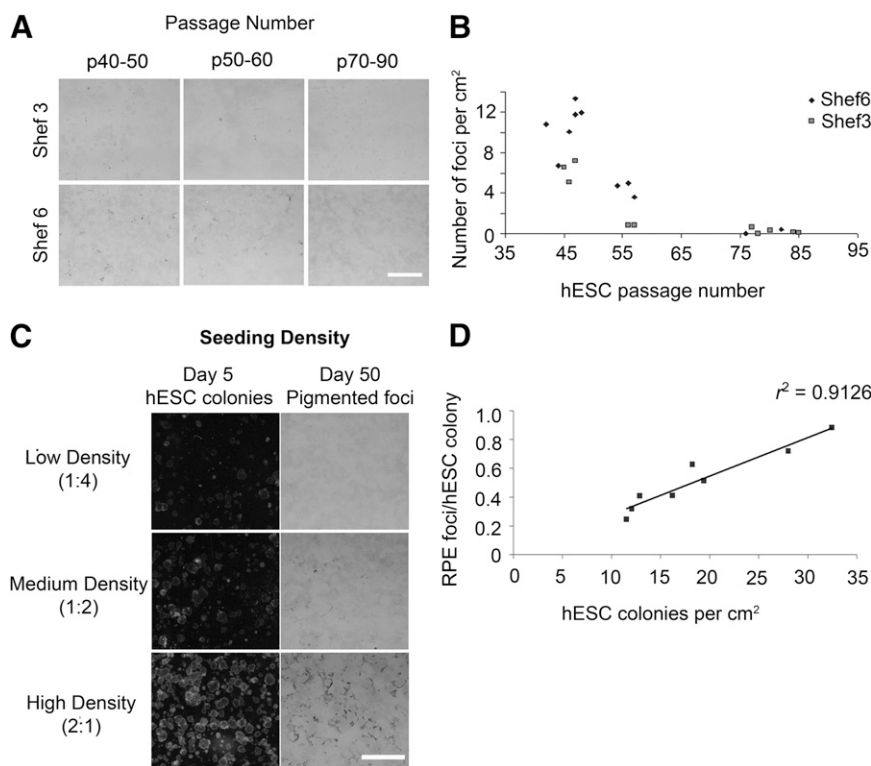 A
Passage Number
p40-50 p50-60 p70-90
Shef 3
Shef 6
B
Number of foci per cm²
12
8
4
0
35 45 55 65 75 85 95
hESC passage number
Shef6
Shef3
C
Seeding Density
Day 5 Day 50
hESC colonies Pigmented foci
Low Density
(1:4)
Medium Density
(1:2)
High Density
(2:1)
D
r² = 0.9126
RPE foci/hESC colony
1.0
0.8
0.6
0.4
0.2
0
0 5 10 15 20 25 30 35
hESC colonies per cm²